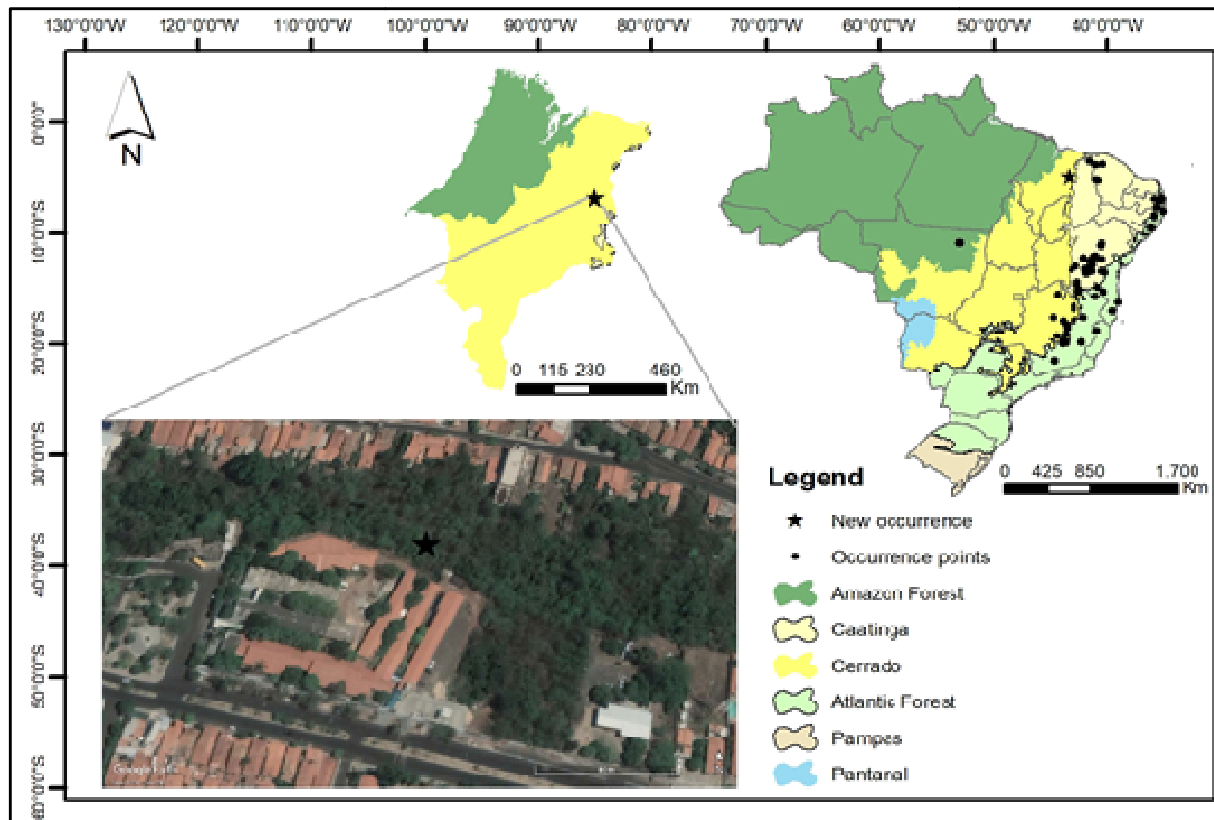 130°0'0"W 120°0'0"W 110°0'0"W 100°0'0"W 90°0'0"W 80°0'0"W 70°0'0"W 60°0'0"W 50°0'0"W 40°0'0"W
0°0'0"
10°0'0"S
20°0'0"S
30°0'0"S
40°0'0"S
50°0'0"S
60°0'0"S
N
0 115 230 460
Km
0 425 850 1.700
Km
Legend
New occurrence
Occurrence points
Amazon Forest
Caatinga
Cerrado
Atlantic Forest
Pampas
Pantanal
Google Earth